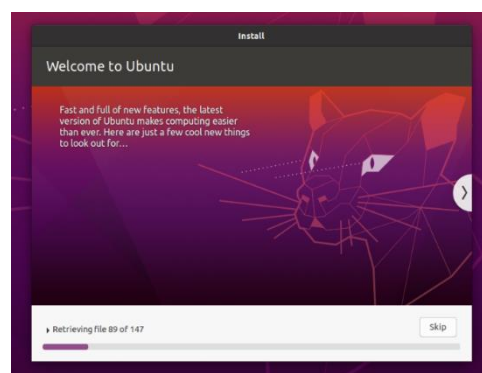 Install
Welcome to Ubuntu
Fast and full of new features, the latest
version of Ubuntu makes computing easier
than ever. Here are just a few cool new things
to look out for...
Retrieving file 89 of 147
Skip